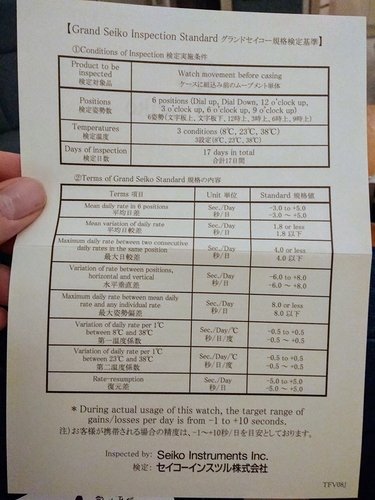 【Grand Seiko Inspection Standard グランドセイコー規格検定基準】
①Conditions of Inspection 検定実施条件
Product to be
inspected
検定対象品
Watch movement before casing
ケースに組込み前のムーブメント単体
Positions
検定姿勢数
6 positions (Dial up, Dial Down, 12 o'clock up,
3 o'clock up, 6 o'clock up, 9 o'clock up)
6姿勢(文字板上、文字板下、12時上、3時上、6時上、9時上)
Temperatures
検定温度
3 conditions (8℃, 23℃, 38℃)
3設定(8℃、23℃、38℃)
Days of inspection
検定日数
17 days in total
合計17日間
②Terms of Grand Seiko Standard 規格の内容
Terms 項目
Unit 単位
Standard 規格値
Mean daily rate in 6 positions
平均日差
Sec./Day
秒/日
-3.0 to +5.0
-3.0 ～ +5.0
Mean variation of daily rate
平均日較差
Sec./Day
秒/日
1.8 or less
1.8 以下
Maximum daily rate between two consecutive
daily rates in the same position
最大日較差
Sec./Day
秒/日
4.0 or less
4.0 以下
Variation of rate between positions,
horizontal and vertical
水平垂直差
Sec./Day
秒/日
-6.0 to +8.0
-6.0 ～ +8.0
Maximum daily rate between mean daily
rate and any individual rate
最大姿勢偏差
Sec./Day
秒/日
8.0 or less
8.0 以下
Variation of daily rate per 1℃
between 8℃ and 38℃
第一温度係数
Sec./Day/℃
秒/日/度
-0.5 to +0.5
-0.5 ～ +0.5
Variation of daily rate per 1℃
between 23℃ and 38℃
第二温度係数
Sec./Day/℃
秒/日/度
-0.5 to +0.5
-0.5 ～ +0.5
Rate-resumption
復元差
Sec./Day
秒/日
-5.0 to +5.0
-5.0 ～ +5.0
* During actual usage of this watch, the target range of
gains/losses per day is from -1 to +10 seconds.
注) お客様が携帯される場合の精度は、-1～+10秒/日を目安としております。
Inspected by: Seiko Instruments Inc.
検定: セイコーインスツル株式会社
TFV08J